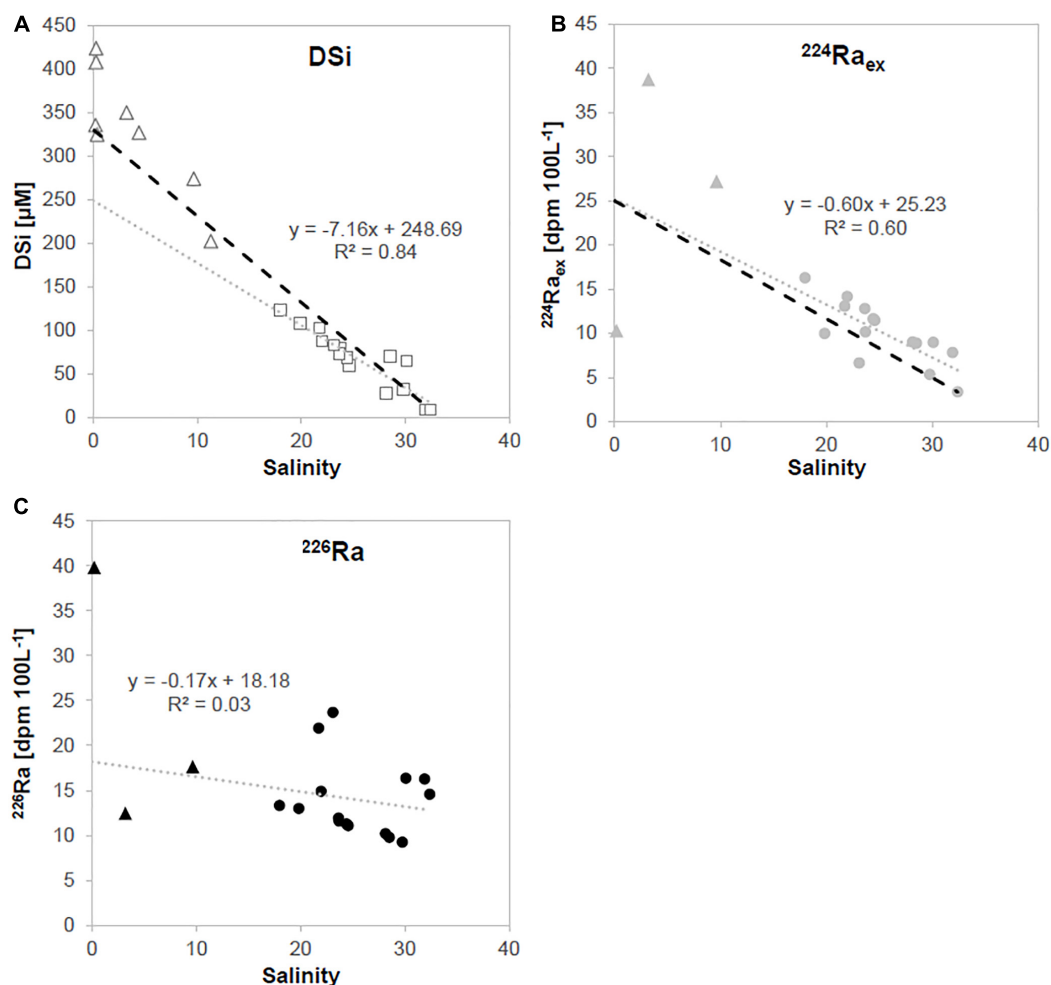 A
DSi
450
400
350
300
250
200
150
100
50
0
DSi [µM]
y = -7.16x + 248.69
R² = 0.84
0 10 20 30 40
Salinity
B
²²⁴Raₑₓ
45
40
35
30
25
20
15
10
5
0
²²⁴Raₑₓ [dpm 100L⁻¹]
y = -0.60x + 25.23
R² = 0.60
0 10 20 30 40
Salinity
C
²²⁶Ra
45
40
35
30
25
20
15
10
5
0
²²⁶Ra [dpm 100L⁻¹]
y = -0.17x + 18.18
R² = 0.03
0 10 20 30 40
Salinity